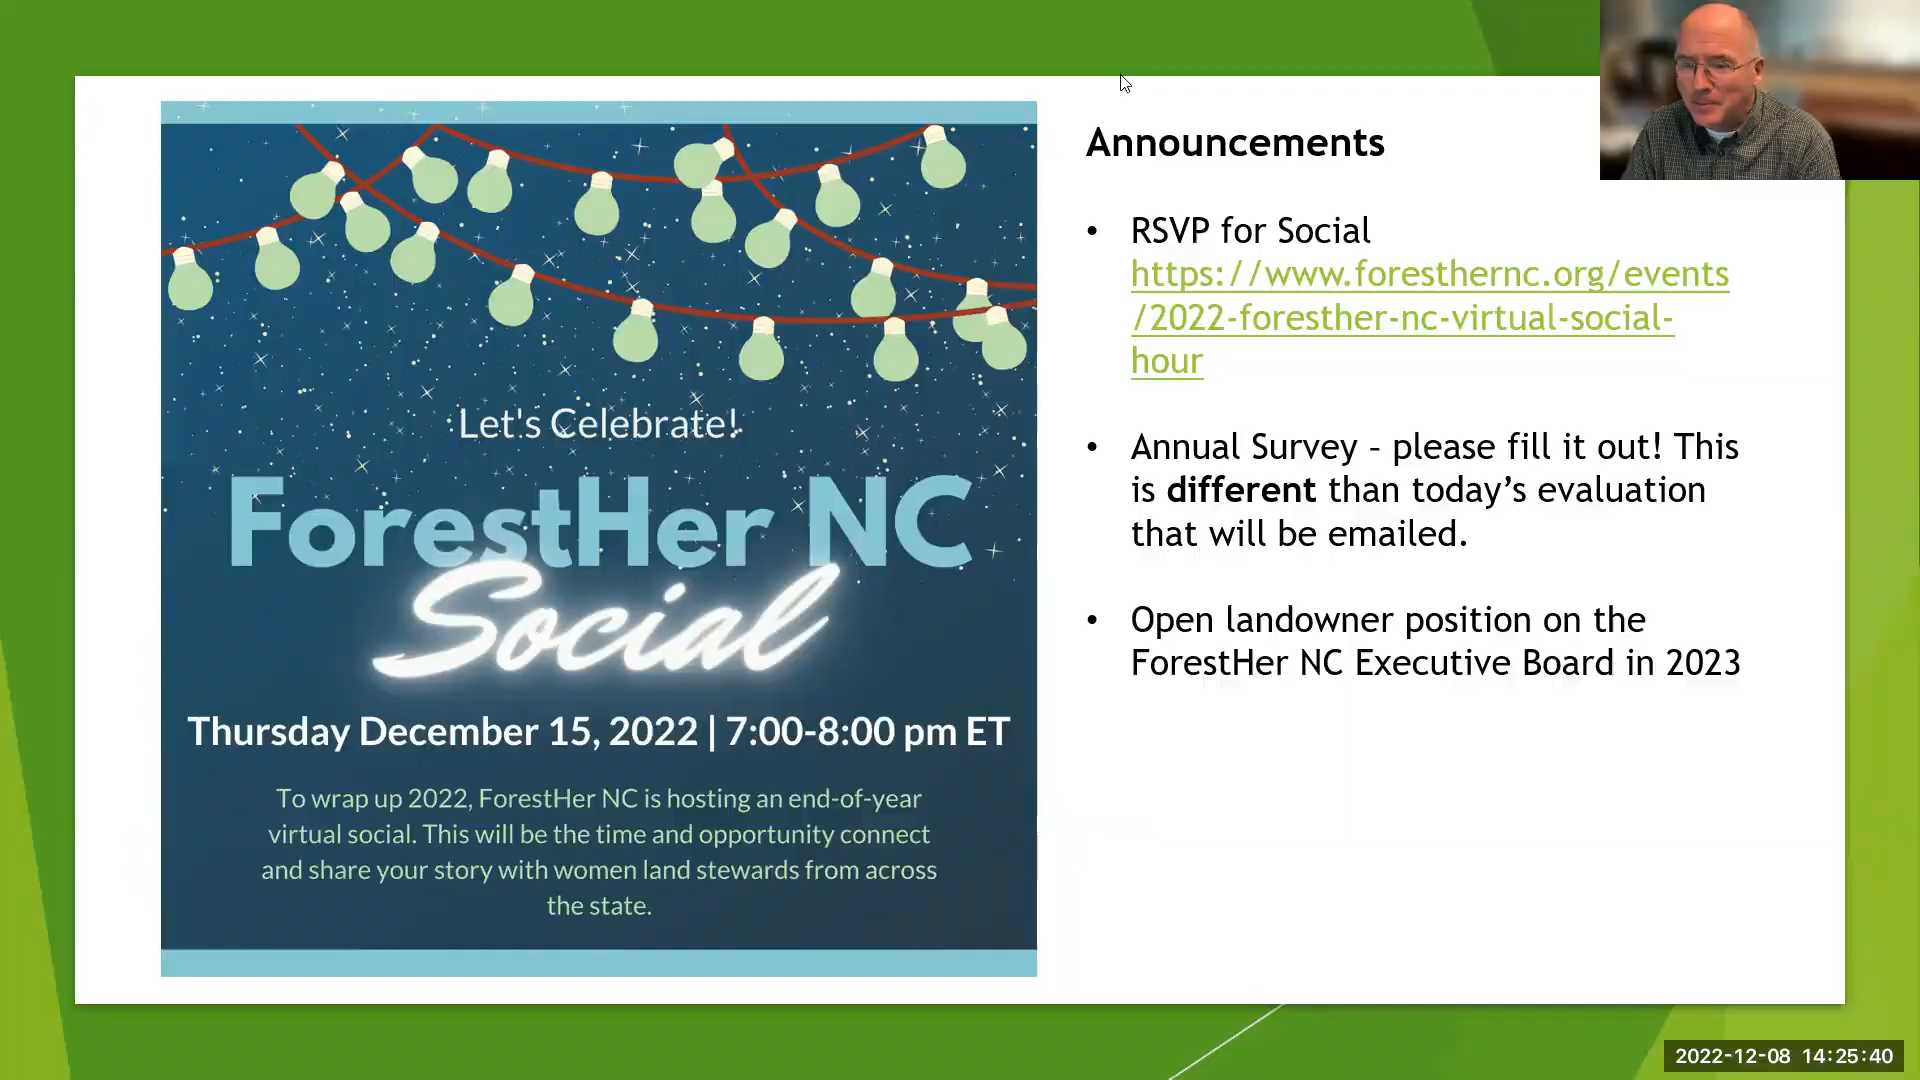 Let's Celebrate!
ForestHer NC
Social
Thursday December 15, 2022 | 7:00-8:00 pm ET
To wrap up 2022, ForestHer NC is hosting an end-of-year
virtual social. This will be the time and opportunity connect
and share your story with women land stewards from across
the state.
Announcements
• RSVP for Social
https://www.foresthernc.org/events
/2022-foresther-nc-virtual-social-
hour
• Annual Survey – please fill it out! This
is different than today’s evaluation
that will be emailed.
• Open landowner position on the
ForestHer NC Executive Board in 2023
2022-12-08 14:25:40